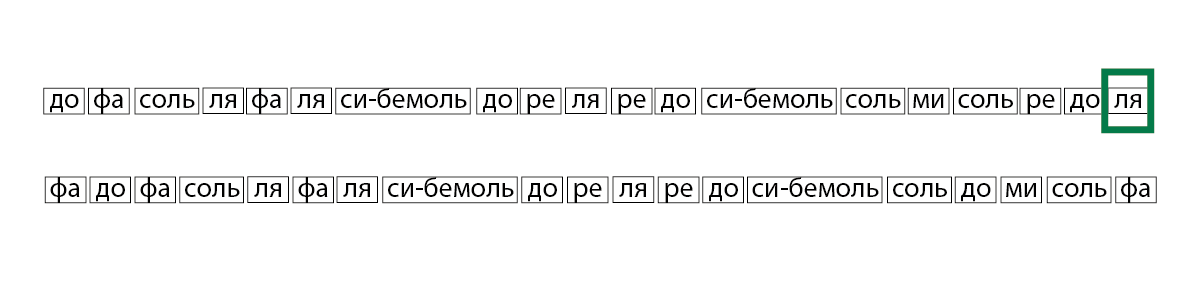 до фа соль ля фа ля си-бемоль до ре ля ре до си-бемоль соль ми соль ре до ля
фа до фа соль ля фа ля си-бемоль до ре ля ре до си-бемоль соль до ми соль фа